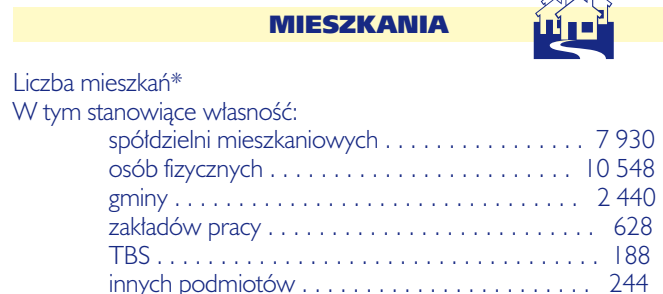 MIESZKANIA
Liczba mieszkań*
W tym stanowiące własność:
spółdzielni mieszkaniowych . . . . . . . . . . . . . . . . 7 930
osób fizycznych . . . . . . . . . . . . . . . . . . . . . . . . 10 548
gminy . . . . . . . . . . . . . . . . . . . . . . . . . . . . . . . . . 2 440
zakładów pracy . . . . . . . . . . . . . . . . . . . . . . . . . . 628
TBS . . . . . . . . . . . . . . . . . . . . . . . . . . . . . . . . . . . 188
innych podmiotów . . . . . . . . . . . . . . . . . . . . . . . 244